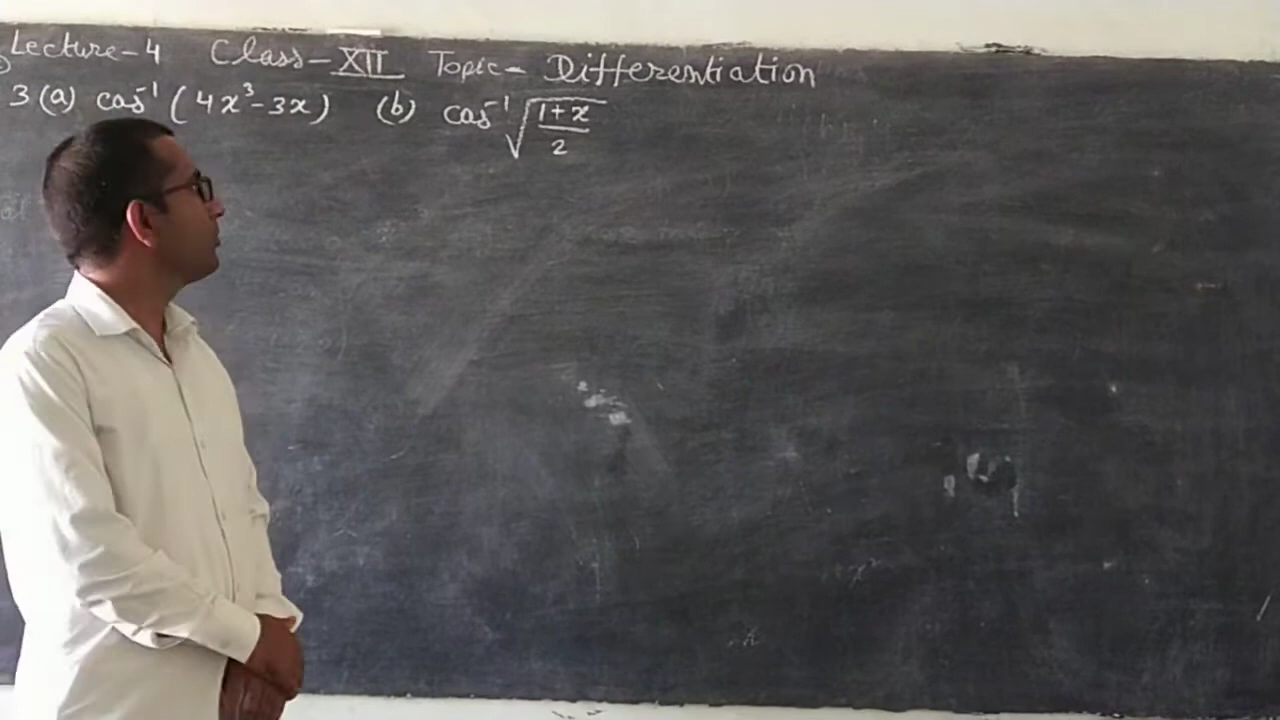 Lecture-4 Class-XII Topic- Differentiation
3(a) cos⁻¹(4x³-3x) (b) cos⁻¹√((1+x)/2)